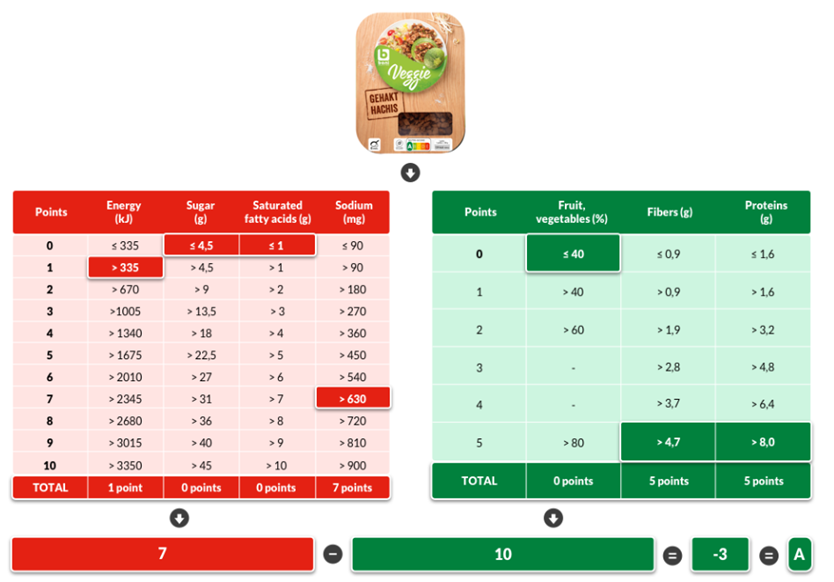 b
Veggie
GEHAKT
HACHIS
Points Energy (kJ) Sugar (g) Saturated fatty acids (g) Sodium (mg)
0 ≤ 335 ≤ 4,5 ≤ 1 ≤ 90
1 > 335 > 4,5 > 1 > 90
2 > 670 > 9 > 2 > 180
3 >1005 > 13,5 > 3 > 270
4 > 1340 > 18 > 4 > 360
5 > 1675 > 22,5 > 5 > 450
6 > 2010 > 27 > 6 > 540
7 > 2345 > 31 > 7 > 630
8 > 2680 > 36 > 8 > 720
9 > 3015 > 40 > 9 > 810
10 > 3350 > 45 > 10 > 900
TOTAL 1 point 0 points 0 points 7 points
Points Fruit, vegetables (%) Fibers (g) Proteins (g)
0 ≤ 40 ≤ 0,9 ≤ 1,6
1 > 40 > 0,9 > 1,6
2 > 60 > 1,9 > 3,2
3 - > 2,8 > 4,8
4 - > 3,7 > 6,4
5 > 80 > 4,7 > 8,0
TOTAL 0 points 5 points 5 points
7 − 10 = -3 = A